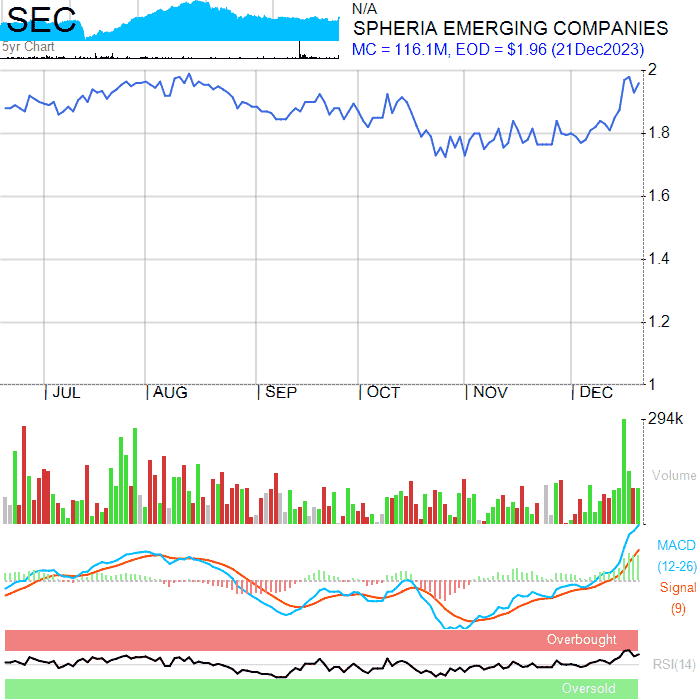 SEC
5yr Chart
N/A
SPHERIA EMERGING COMPANIES
MC = 116.1M, EOD = $1.96 (21Dec2023)
2
1.8
1.6
1.4
1.2
1
JUL
AUG
SEP
OCT
NOV
DEC
294k
Volume
MACD
(12-26)
Signal
(9)
Overbought
RSI(14)
Oversold